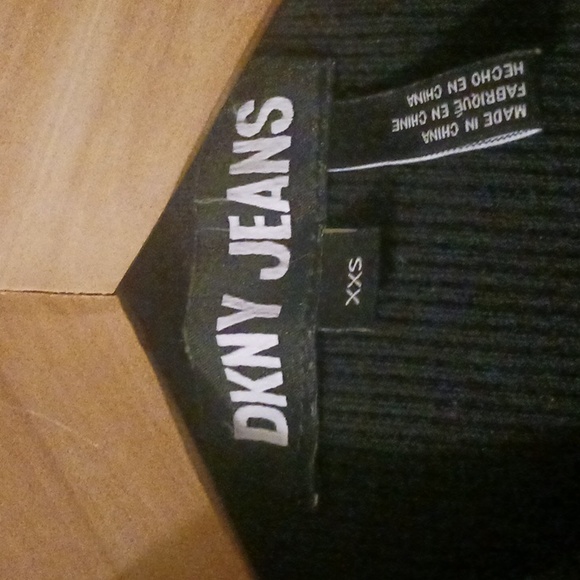 DKNY JEANS
XXS
MADE IN CHINA
FABRIQUÉ EN CHINE
HECHO EN CHINA